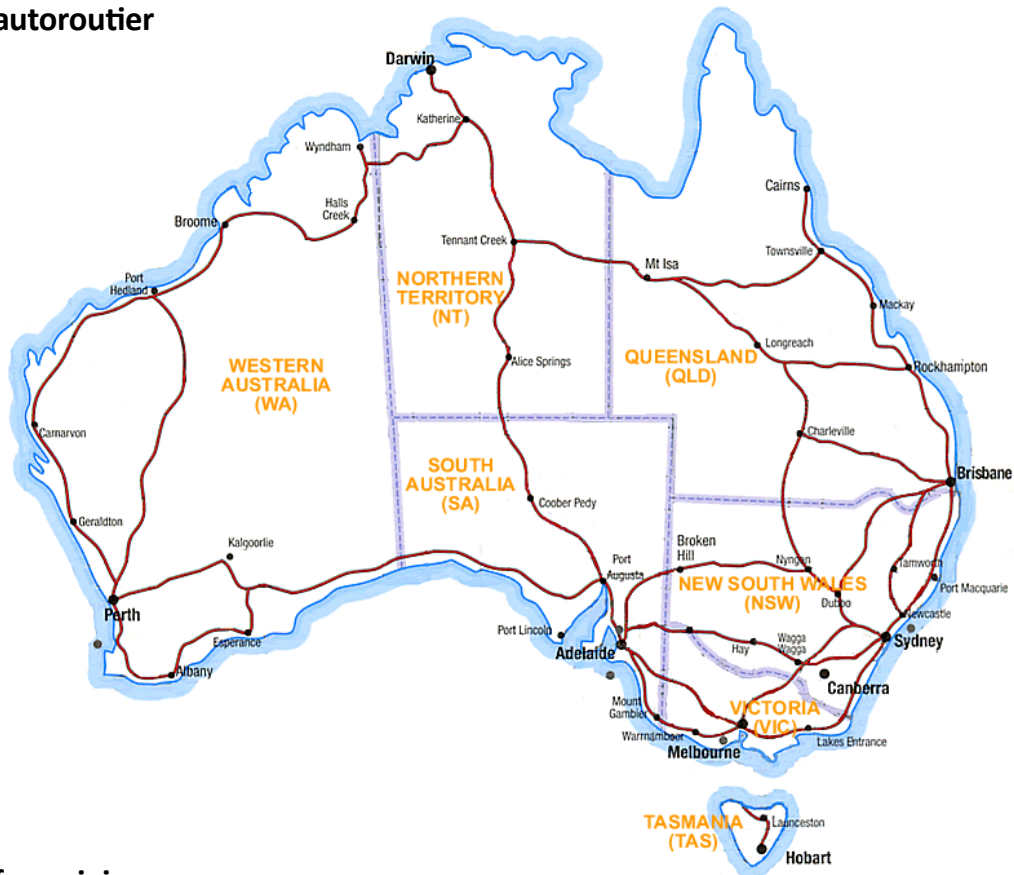 autoroutier
Darwin
Katherine
Wyndham
Halls
Creek
Broome
Port
Hedland
Tennant Creek
Cairns
Townsville
Mt Isa
NORTHERN
TERRITORY
(NT)
Mackay
Longreach
Alice Springs
QUEENSLAND
(QLD)
Rockhampton
WESTERN
AUSTRALIA
(WA)
Carnarvon
Charleville
SOUTH
AUSTRALIA
(SA)
Brisbane
Coober Pedy
Geraldton
Kalgoorlie
Broken
Hill
Port
Augusta
Nyngen
Tamworth
NEW SOUTH WALES
(NSW)
Port Macquarie
Dubbo
Perth
Newcastle
Esperance
Port Lincoln
Adelaide
Hay
Wagga
Wagga
Sydney
Albany
Canberra
Mount
Gambier
VICTORIA
(VIC)
Warrnambool
Melbourne
Lakes Entrance
TASMANIA
(TAS)
Launceston
Hobart